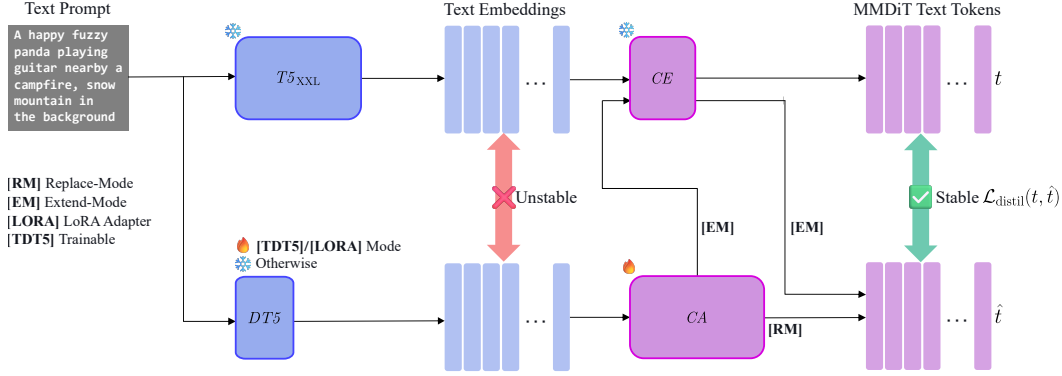 Text Prompt
Text Embeddings
MMDiT Text Tokens
A happy fuzzy
panda playing
guitar nearby a
campfire, snow
mountain in
the background
T5XXL
...
CE
...
t
[RM] Replace-Mode
[EM] Extend-Mode
[LORA] LoRA Adapter
[TDT5] Trainable
Unstable
Stable ℒdistil(t, t̂)
[EM]
[EM]
[TDT5]/[LORA] Mode
Otherwise
DT5
...
CA
[RM]
...
t̂